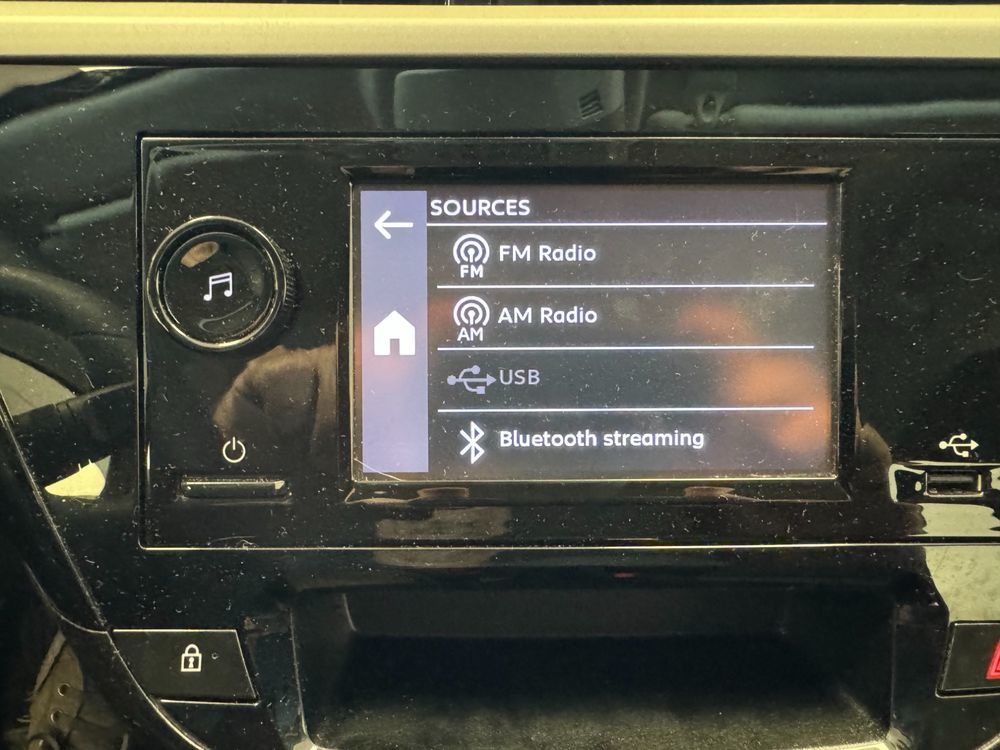 SOURCES
FM
FM Radio
AM
AM Radio
USB
Bluetooth streaming